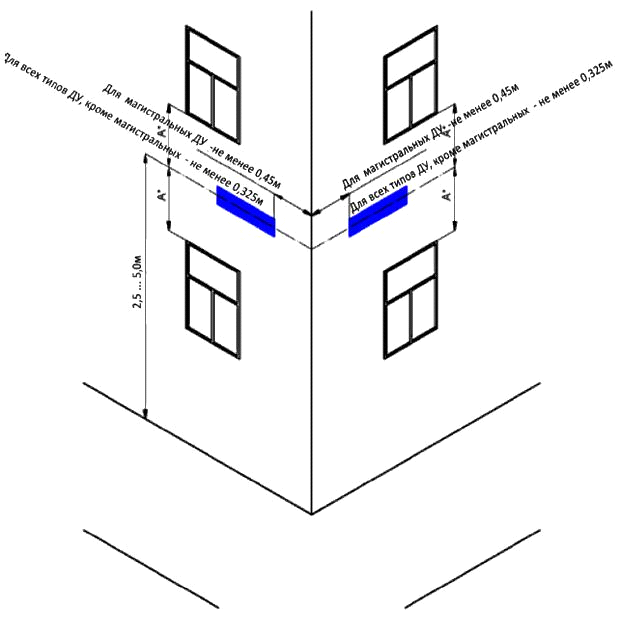 Для магистральных ДУ -не менее 0,45м
Для всех типов ДУ, кроме магистральных - не менее 0,325м
Для магистральных ДУ -не менее 0,45м
Для всех типов ДУ, кроме магистральных - не менее 0,325м
А*
А*
А*
А*
2,5 ... 5,0м